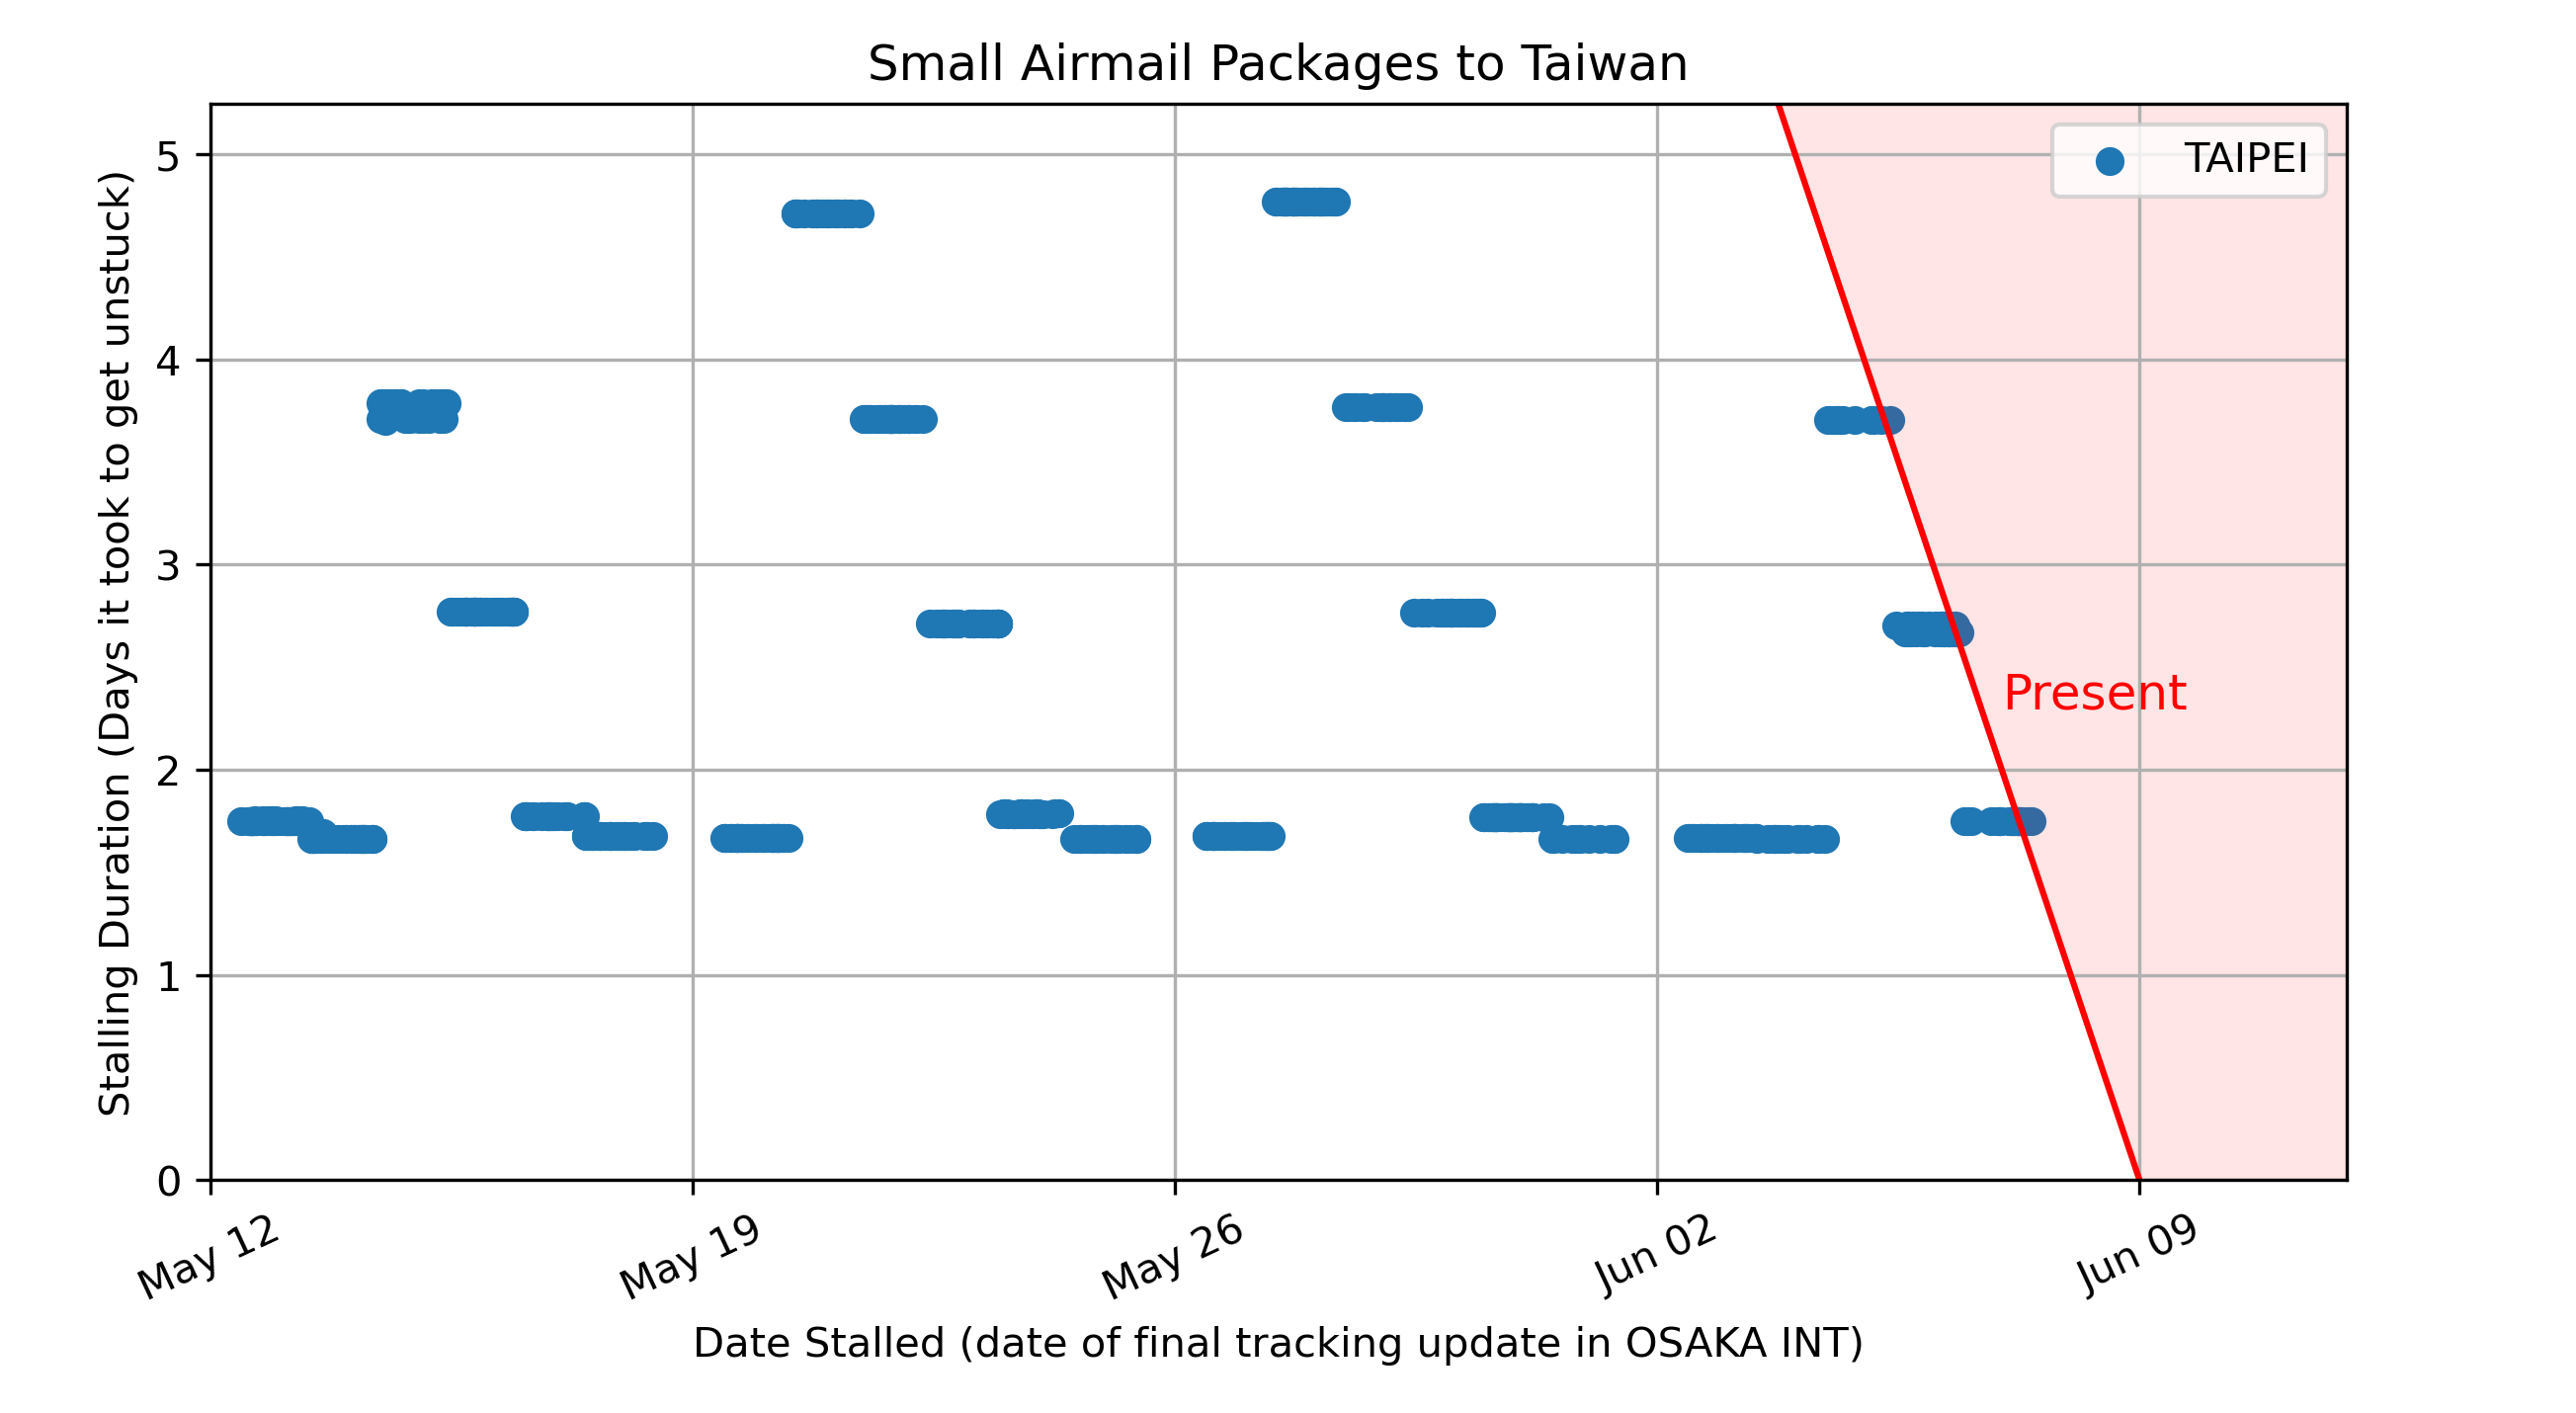 Small Airmail Packages to Taiwan
Stalling Duration (Days it took to get unstuck)
5
4
3
2
1
0
TAIPEI
Present
May 12
May 19
May 26
Jun 02
Jun 09
Date Stalled (date of final tracking update in OSAKA INT)